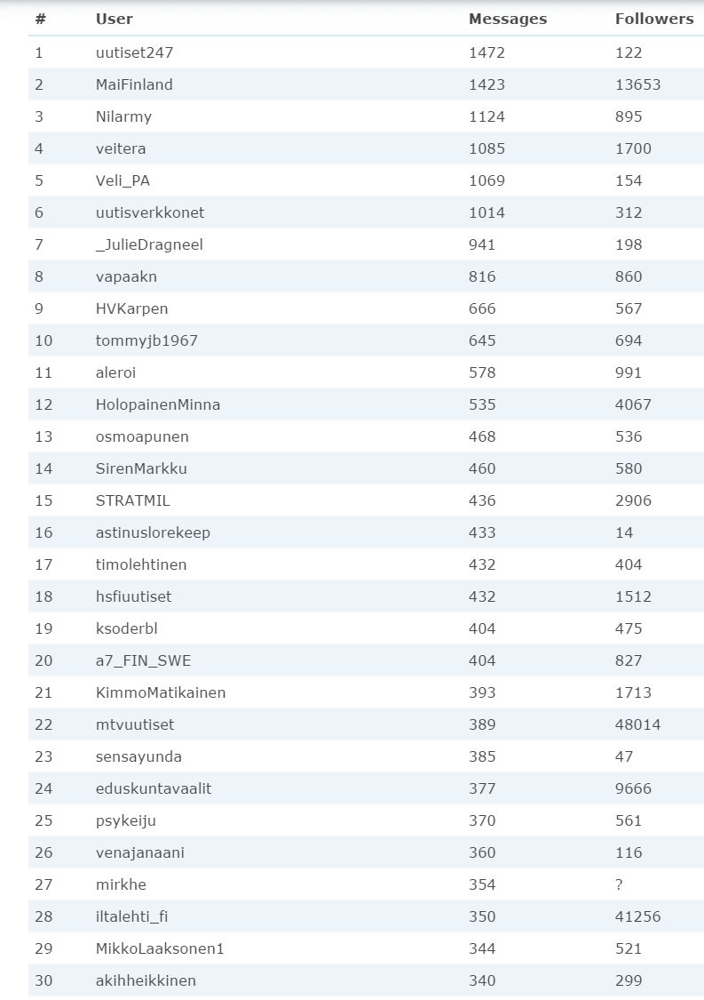 # User Messages Followers
1 uutiset247 1472 122
2 MaiFinland 1423 13653
3 Nilarmy 1124 895
4 veitera 1085 1700
5 Veli_PA 1069 154
6 uutisverkkonet 1014 312
7 _JulieDragneel 941 198
8 vapaakn 816 860
9 HVKarpen 666 567
10 tommyjb1967 645 694
11 aleroi 578 991
12 HolopainenMinna 535 4067
13 osmoapunen 468 536
14 SirenMarkku 460 580
15 STRATMIL 436 2906
16 astinuslorekeep 433 14
17 timolehtinen 432 404
18 hsfiuutiset 432 1512
19 ksoderbl 404 475
20 a7_FIN_SWE 404 827
21 KimmoMatikainen 393 1713
22 mtvuutiset 389 48014
23 sensayunda 385 47
24 eduskuntavaalit 377 9666
25 psykeiju 370 561
26 venajanaani 360 116
27 mirkhe 354 ?
28 iltalehti_fi 350 41256
29 MikkoLaaksonen1 344 521
30 akihheikkinen 340 299